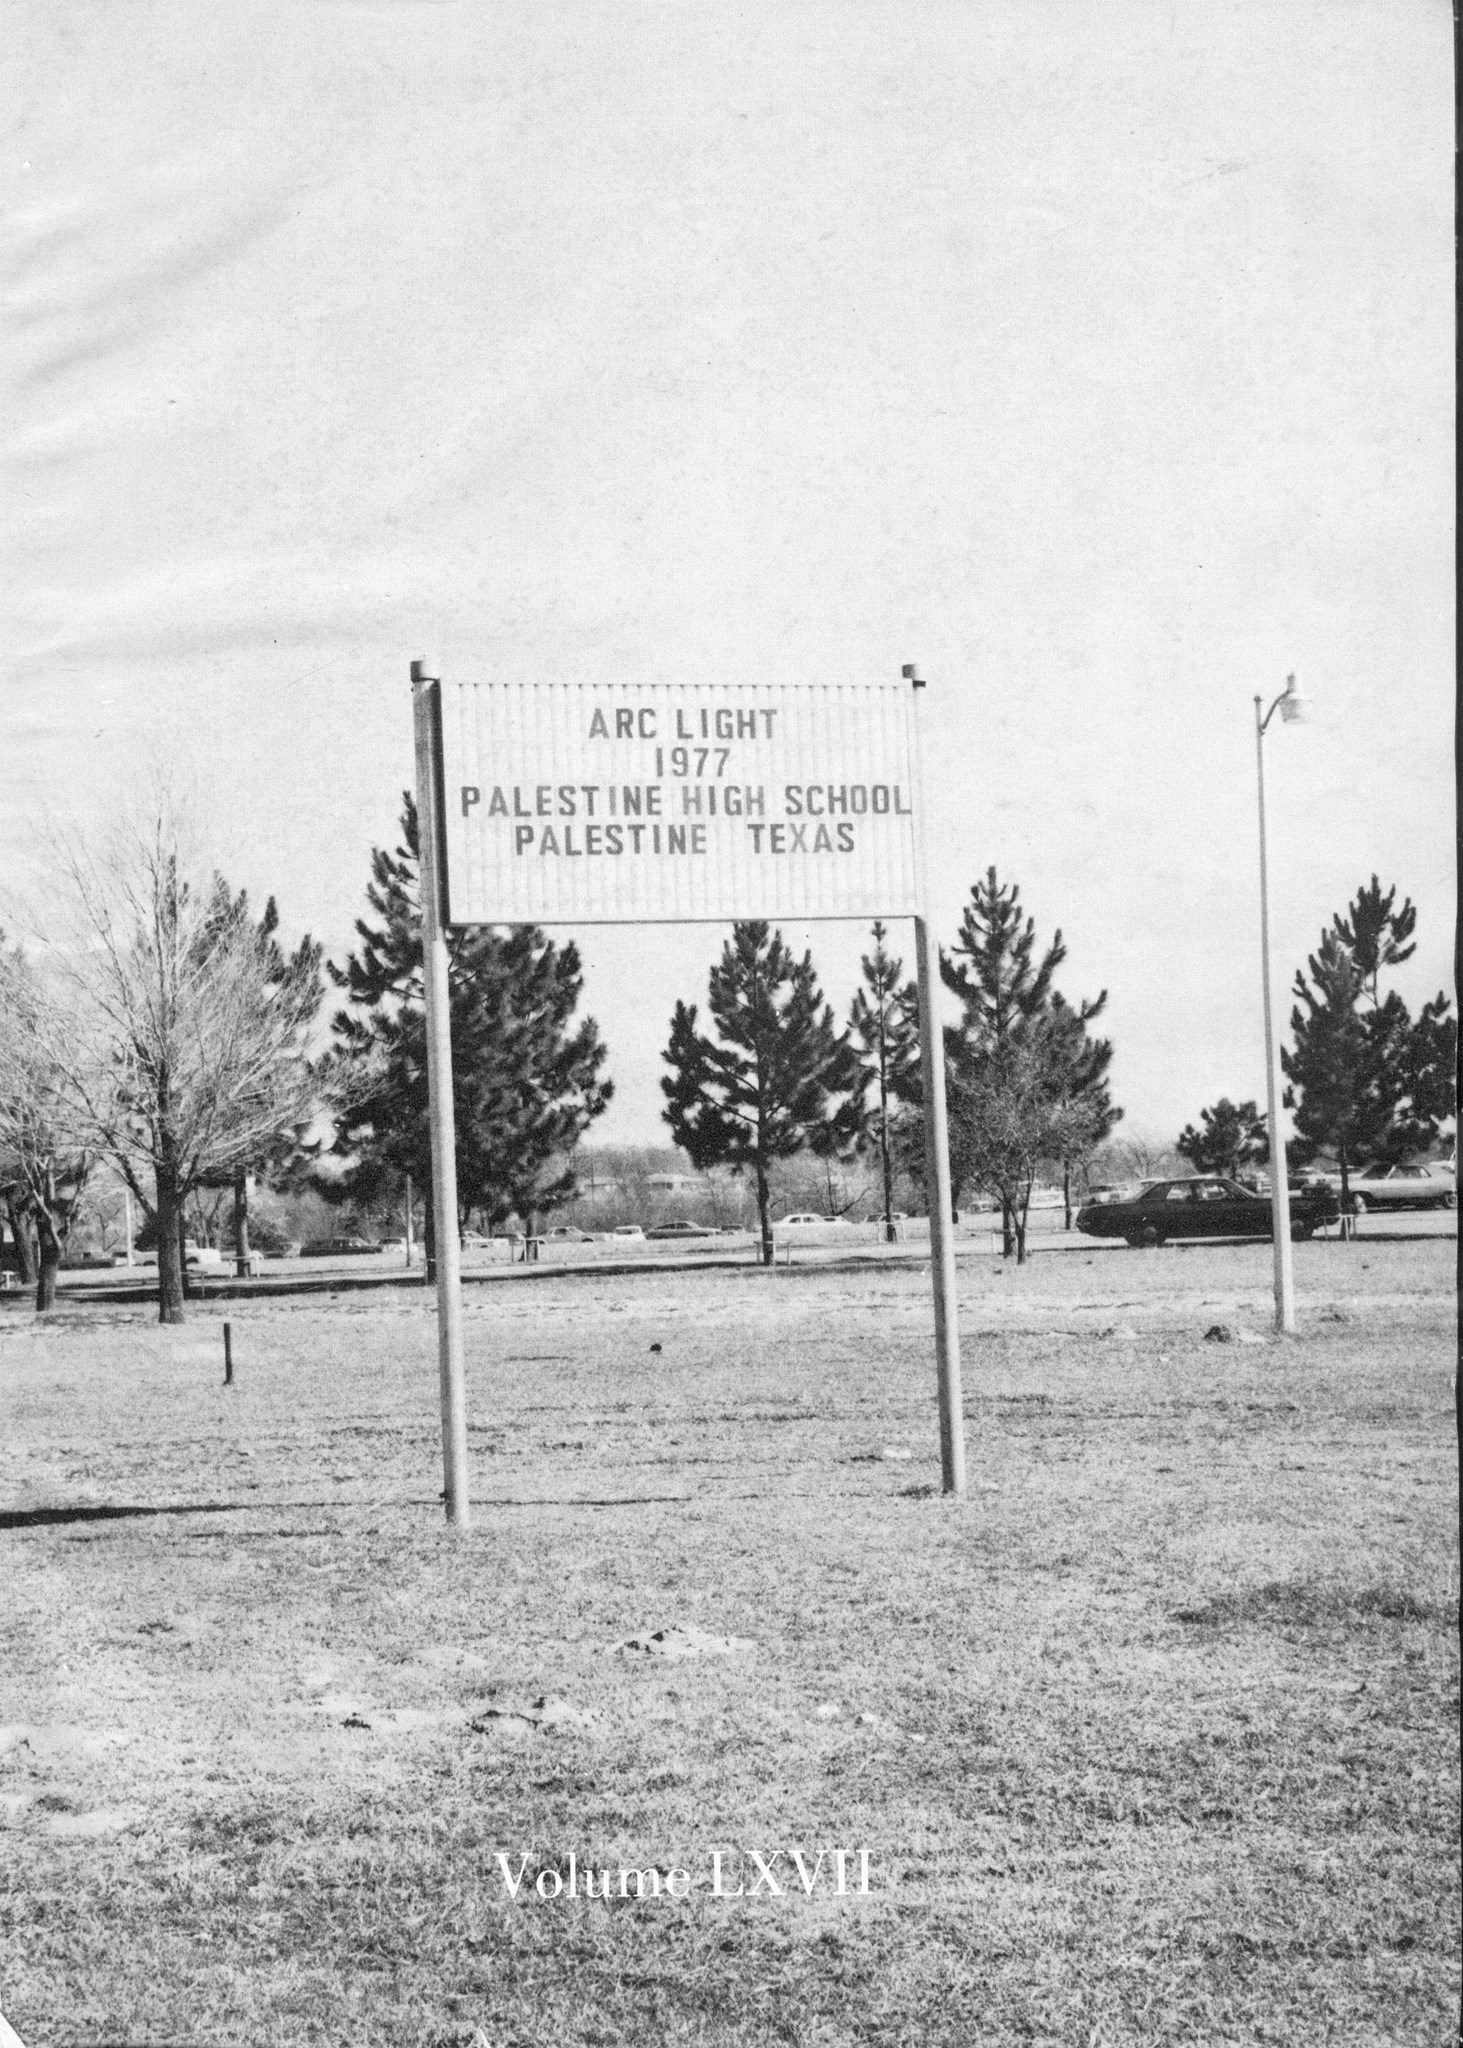 ARC LIGHT
1977
PALESTINE HIGH SCHOOL
PALESTINE TEXAS
Volume LXVII